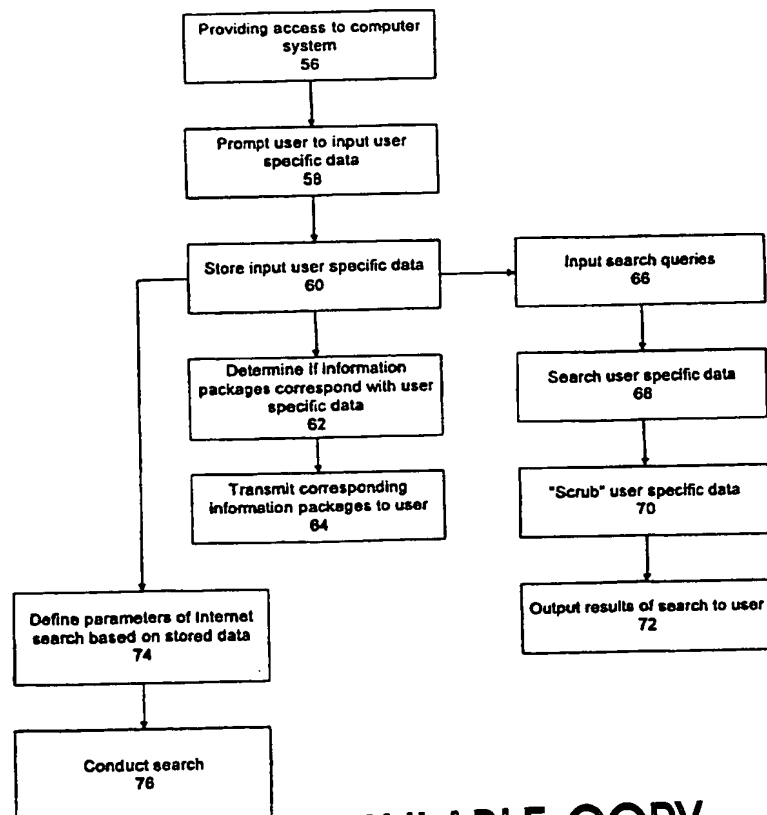 Providing access to computer
system
56
Prompt user to input user
specific data
58
Store input user specific data
60
Input search queries
66
Determine if information
packages correspond with user
specific data
62
Search user specific data
68
Transmit corresponding
information packages to user
64
"Scrub" user specific data
70
Define parameters of Internet
search based on stored data
74
Output results of search to user
72
Conduct search
76
COPY